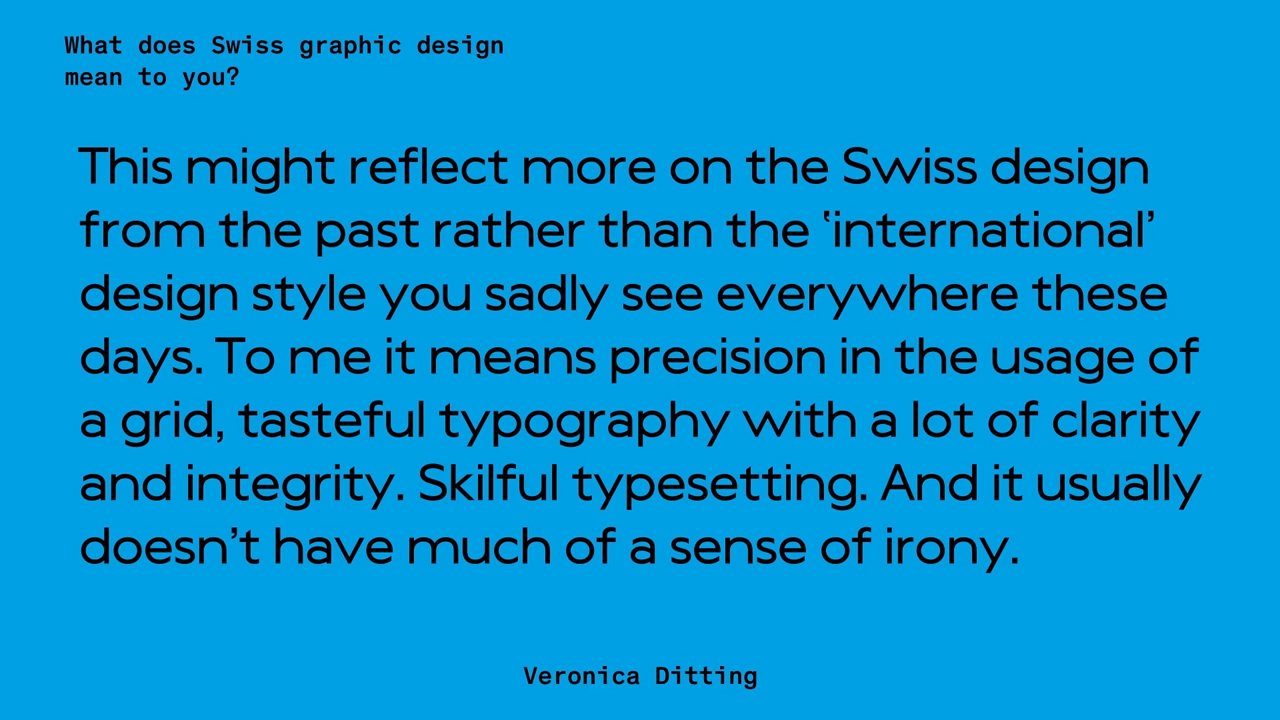 What does Swiss graphic design
mean to you?
This might reflect more on the Swiss design
from the past rather than the ‘international’
design style you sadly see everywhere these
days. To me it means precision in the usage of
a grid, tasteful typography with a lot of clarity
and integrity. Skilful typesetting. And it usually
doesn’t have much of a sense of irony.
Veronica Ditting